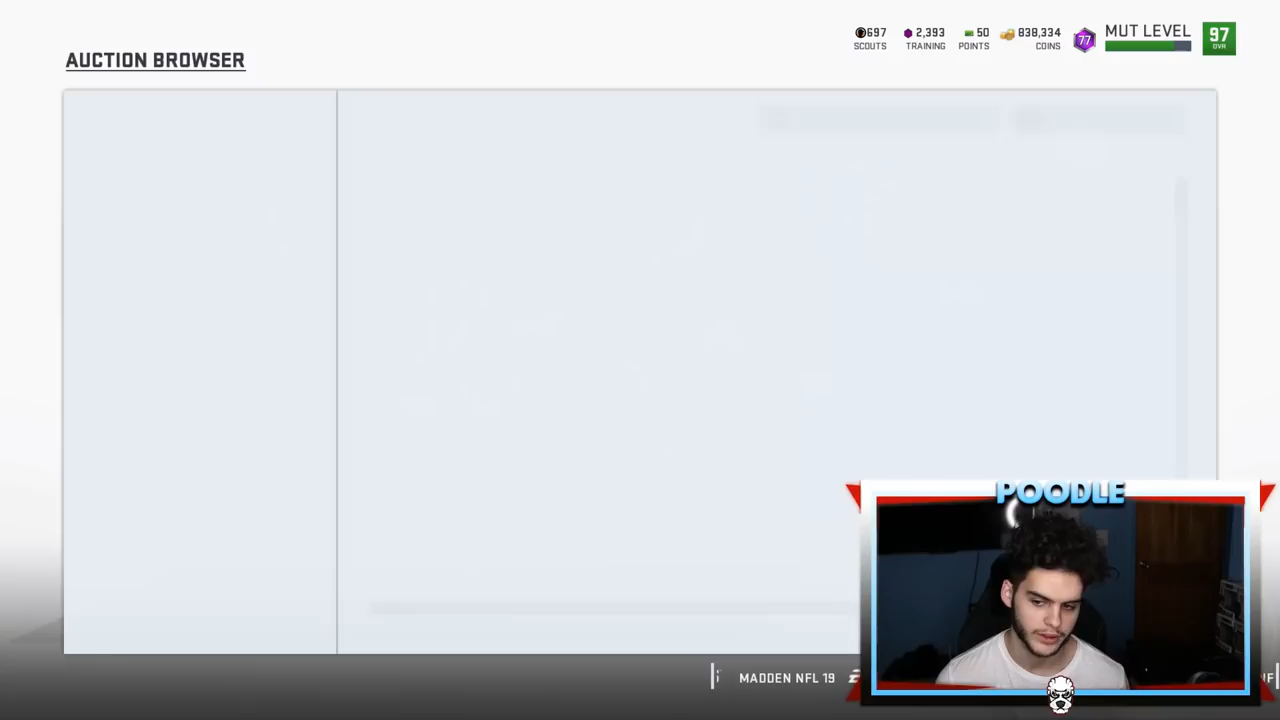 AUCTION BROWSER
697 SCOUTS
2,393 TRAINING
50 POINTS
838,334 COINS
77
MUT LEVEL
97 OVR
POODLE
MADDEN NFL 19